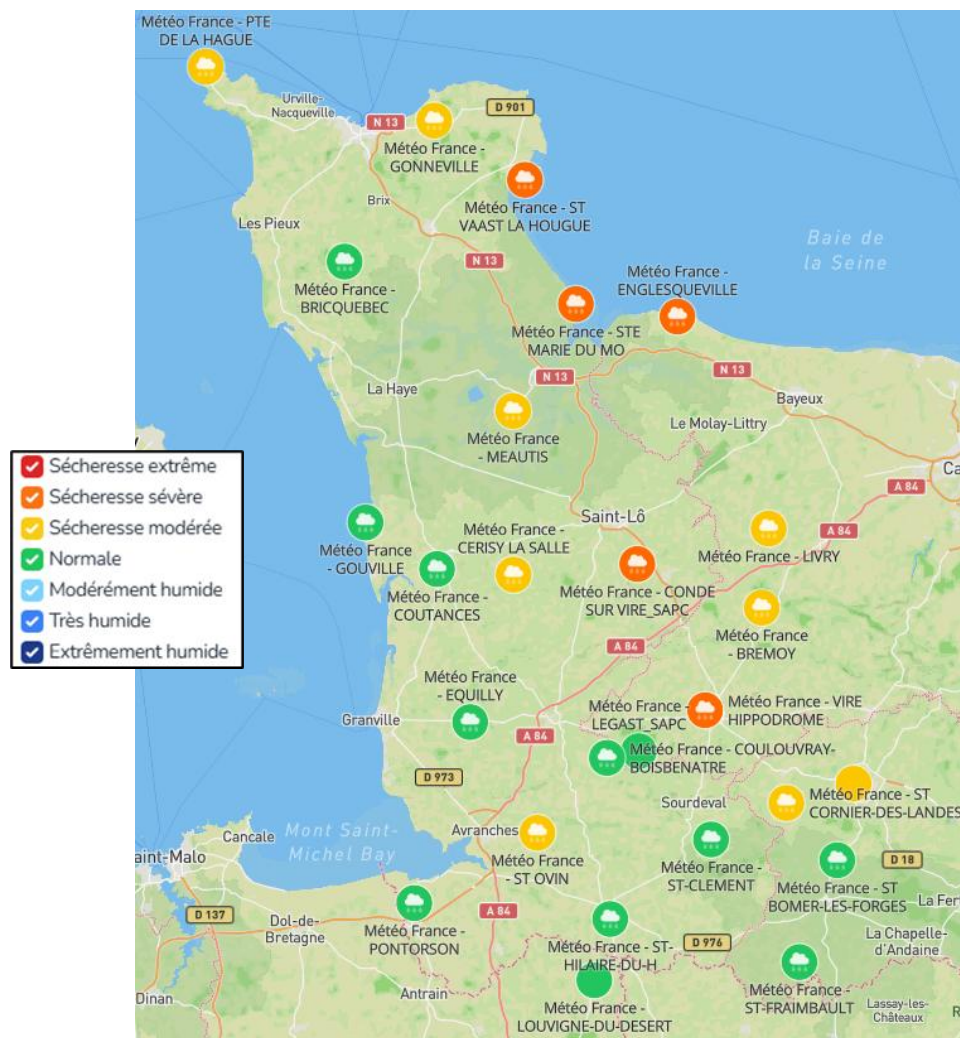 Météo France - PTE
DE LA HAGUE
Urville-
Nacqueville
N 13
D 901
Météo France -
GONNEVILLE
Brix
Les Pieux
Météo France - ST
VAAST LA HOUGUE
N 13
Baie de
la Seine
Météo France -
BRICQUEBEC
Météo France -
ENGLESQUEVILLE
Météo France - STE
MARIE DU MO
N 13
N 13
La Haye
Bayeux
Météo France
- MEAUTIS
Le Molay-Littry
Sécheresse extrême
Sécheresse sévère
Sécheresse modérée
Normale
Modérément humide
Très humide
Extrêmement humide
Ca
A 84
Saint-Lô
A 84
Météo France
- GOUVILLE
Météo France -
CERISY LA SALLE
Météo France - LIVRY
Météo France -
COUTANCES
Météo France - CONDE
SUR VIRE_SAPC
Météo France
- BREMOY
A 84
Météo France
- EQUILLY
Granville
A 84
Météo France -
LEGAST_SAPC
Météo France - VIRE
HIPPODROME
Météo France - COULOUVRAY-
BOISBENATRE
D 973
Sourdeval
Météo France - ST
CORNIER-DES-LANDES
Cancale
Mont Saint-
Michel Bay
Avranches
aint-Malo
Météo France
- ST OVIN
Météo France -
ST-CLEMENT
D 18
Météo France - ST
BOMER-LES-FORGES
La Fert
D 137
Dol-de-
Bretagne
Météo France -
PONTORSON
A 84
Météo France - ST-
HILAIRE-DU-H
D 976
La Chapelle-
d'Andaine
Dinan
Antrain
Météo France -
LOUVIGNE-DU-DESERT
Météo France -
ST-FRAIMBAULT
Lassay-les-
Châteaux
R